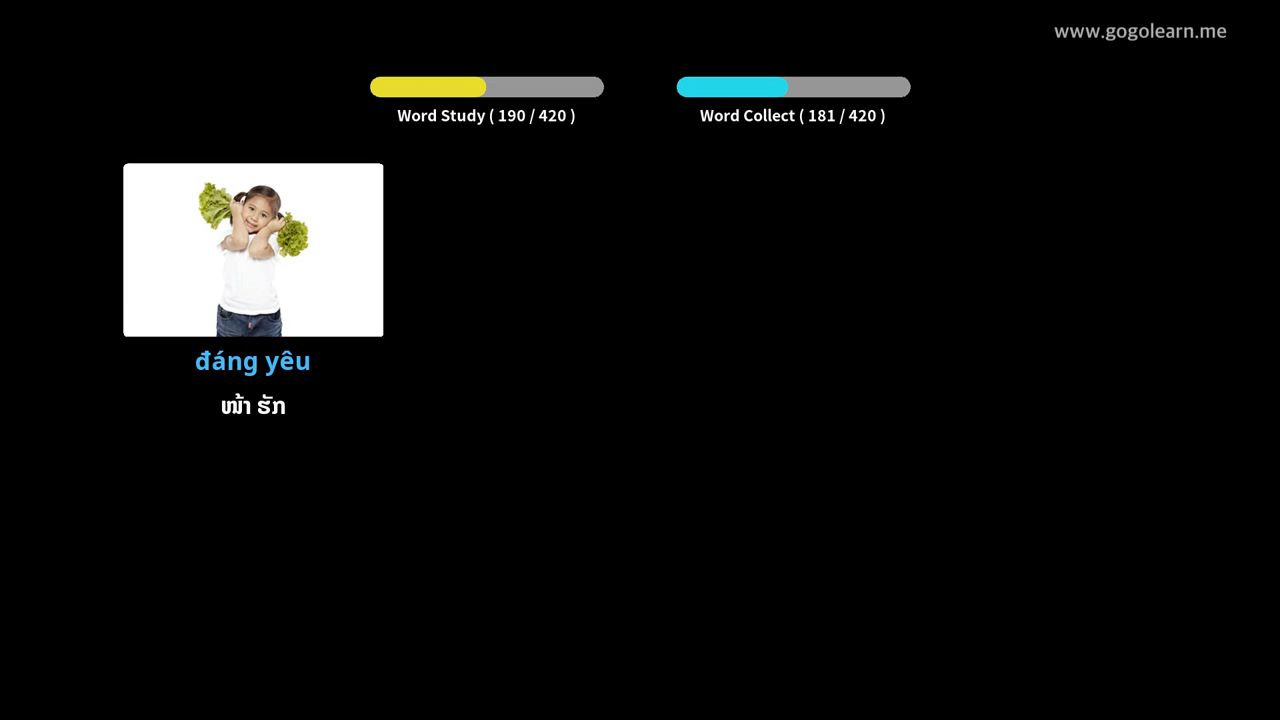 www.gogolearn.me
Word Study ( 190 / 420 )
Word Collect ( 181 / 420 )
đáng yêu
ໜ້າ ຮັກ